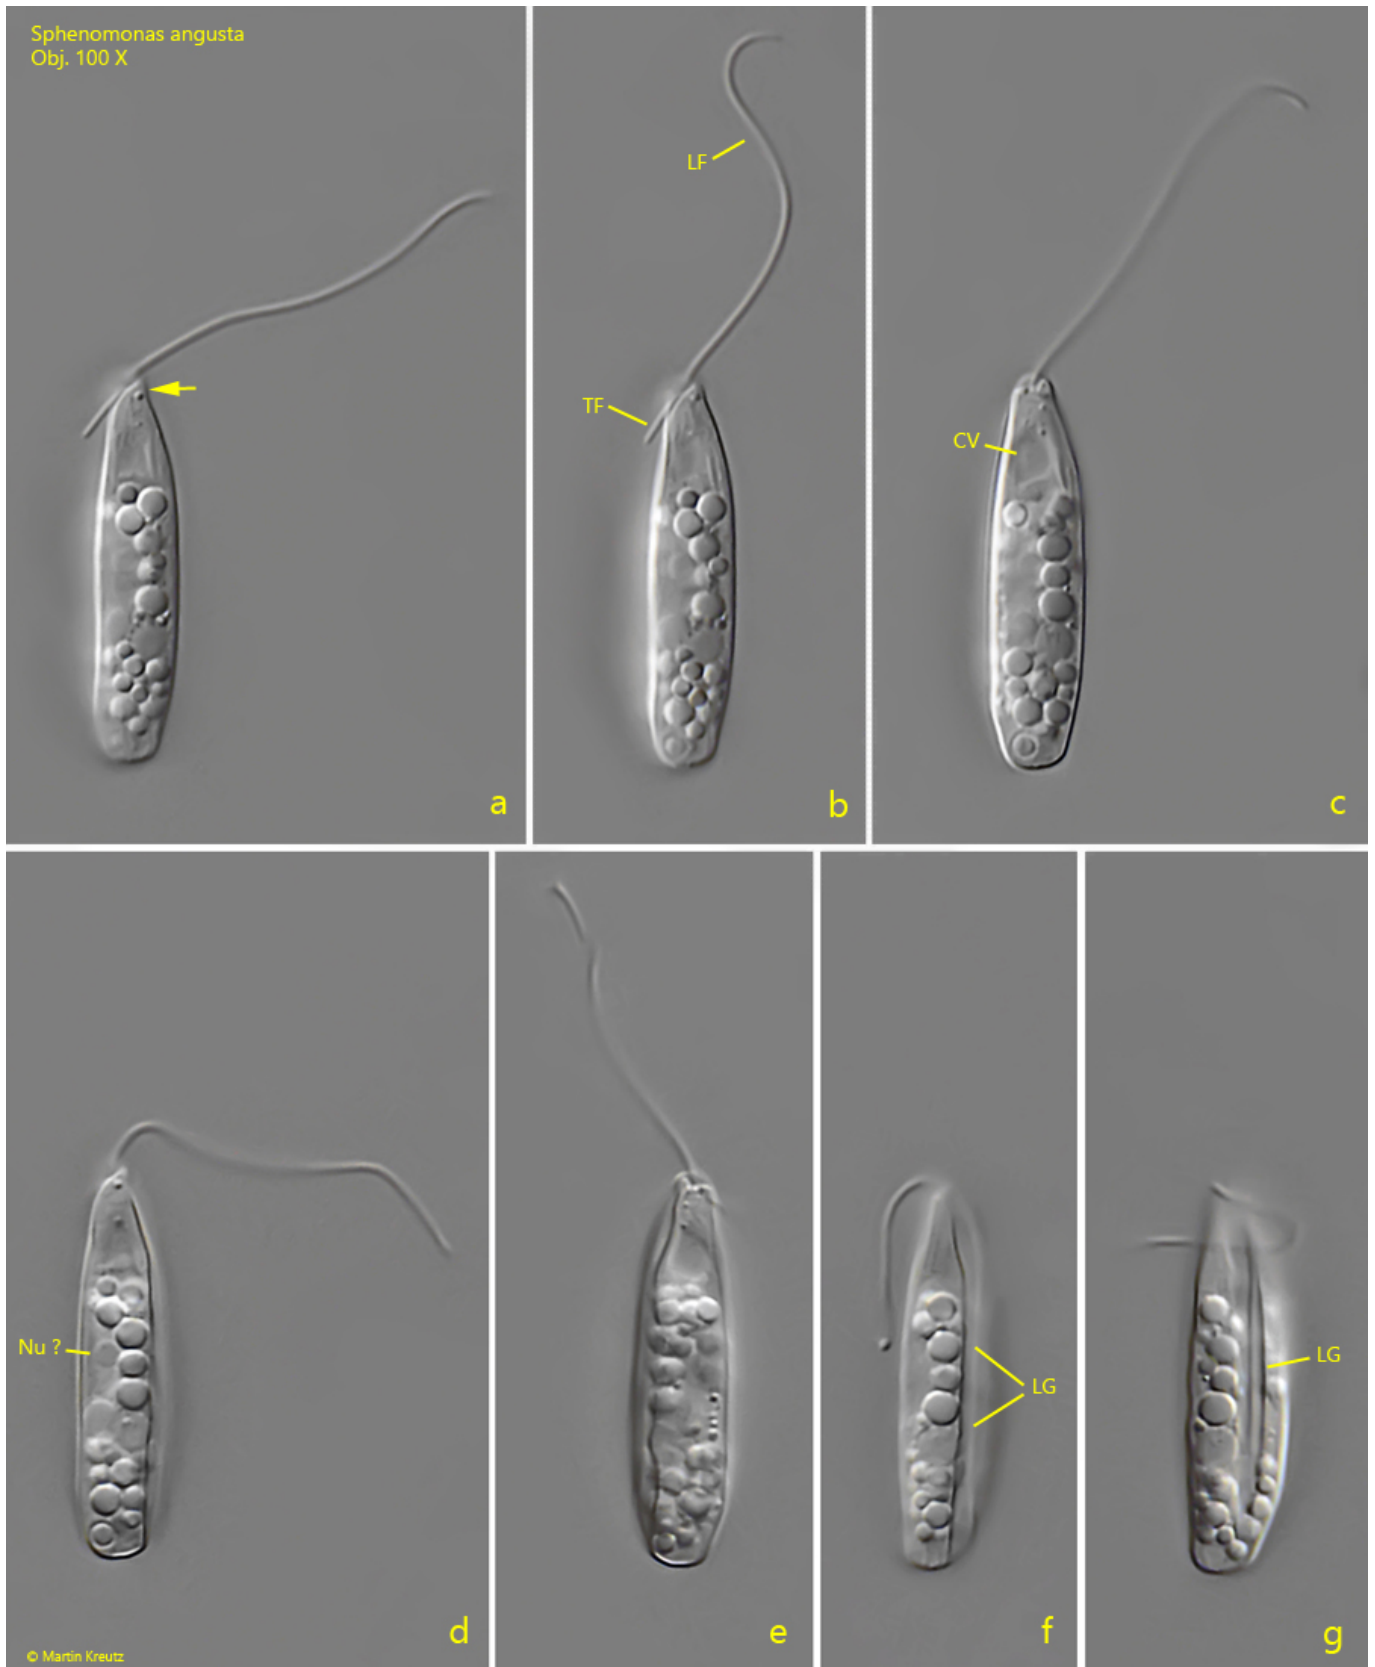 Sphenomonas angusta
Obj. 100 X
LF
TF
CV
a
b
c
Nu ?
LG
LG
d
e
f
g
© Martin Kreutz